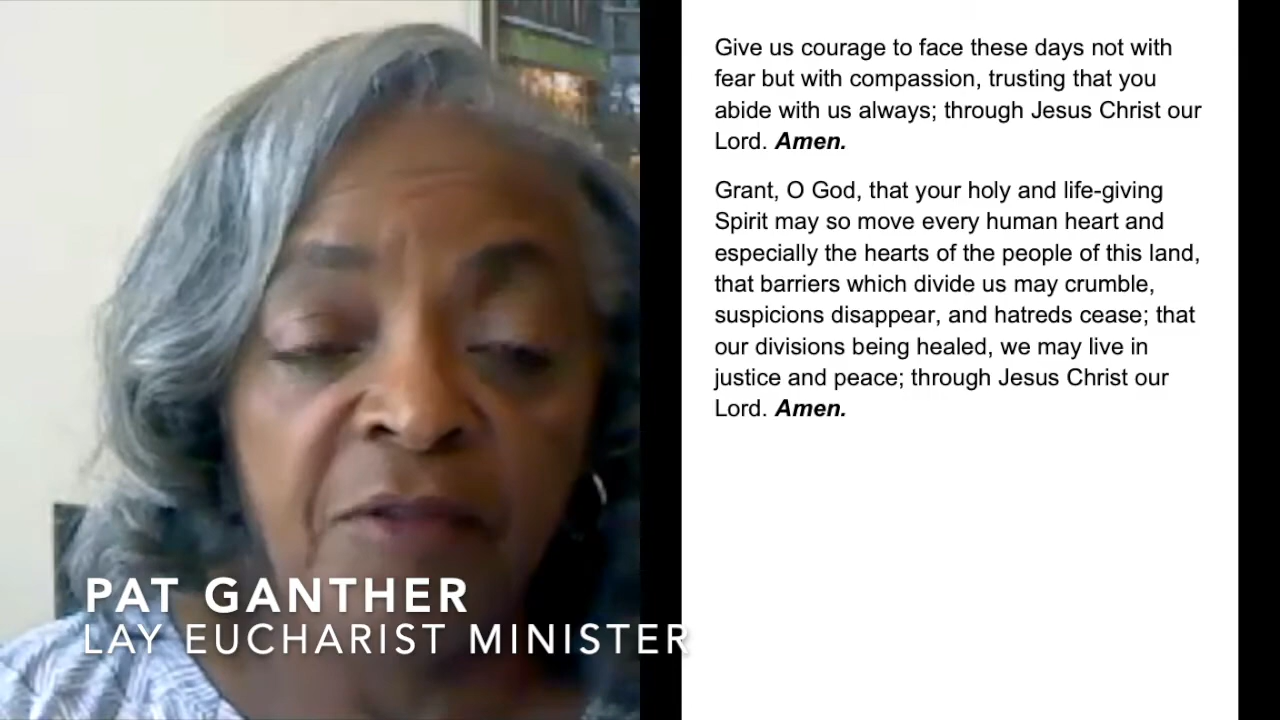 Give us courage to face these days not with
fear but with compassion, trusting that you
abide with us always; through Jesus Christ our
Lord. Amen.
Grant, O God, that your holy and life-giving
Spirit may so move every human heart and
especially the hearts of the people of this land,
that barriers which divide us may crumble,
suspicions disappear, and hatreds cease; that
our divisions being healed, we may live in
justice and peace; through Jesus Christ our
Lord. Amen.
PAT GANTHER
LAY EUCHARIST MINISTER